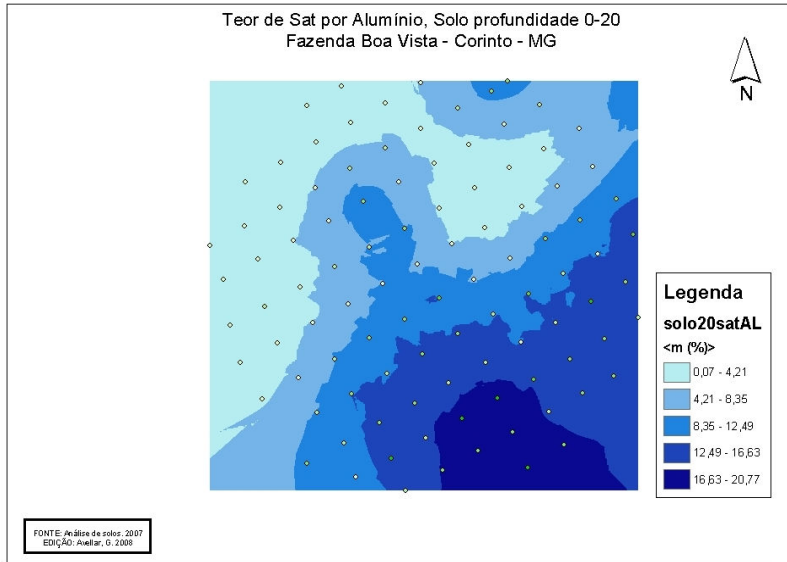 Teor de Sat por Alumínio, Solo profundidade 0-20
Fazenda Boa Vista - Corinto - MG
N
Legenda
solo20satAL
<m (%)>
0,07 - 4,21
4,21 - 8,35
8,35 - 12,49
12,49 - 16,63
16,63 - 20,77
FONTE: Análise de solos. 2007
EDIÇÃO: Avellar, G. 2008